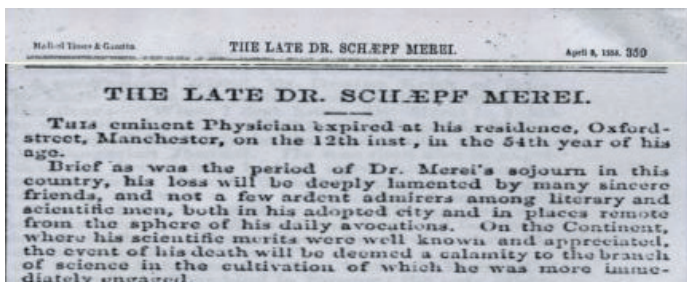 Medical Times & Gazette. THE LATE DR. SCHÆPF MEREI. April 3, 1858. 350
THE LATE DR. SCHÆPF MEREI.
THIS eminent Physician expired at his residence, Oxford-
street, Manchester, on the 12th inst, in the 54th year of his
age.
Brief as was the period of Dr. Merei's sojourn in this
country, his loss will be deeply lamented by many sincere
friends, and not a few ardent admirers among literary and
scientific men, both in his adopted city and in places remote
from the sphere of his daily avocations. On the Continent,
where his scientific merits were well known and appreciated,
the event of his death will be deemed a calamity to the branch
of science in the cultivation of which he was more imme-
diately engaged.